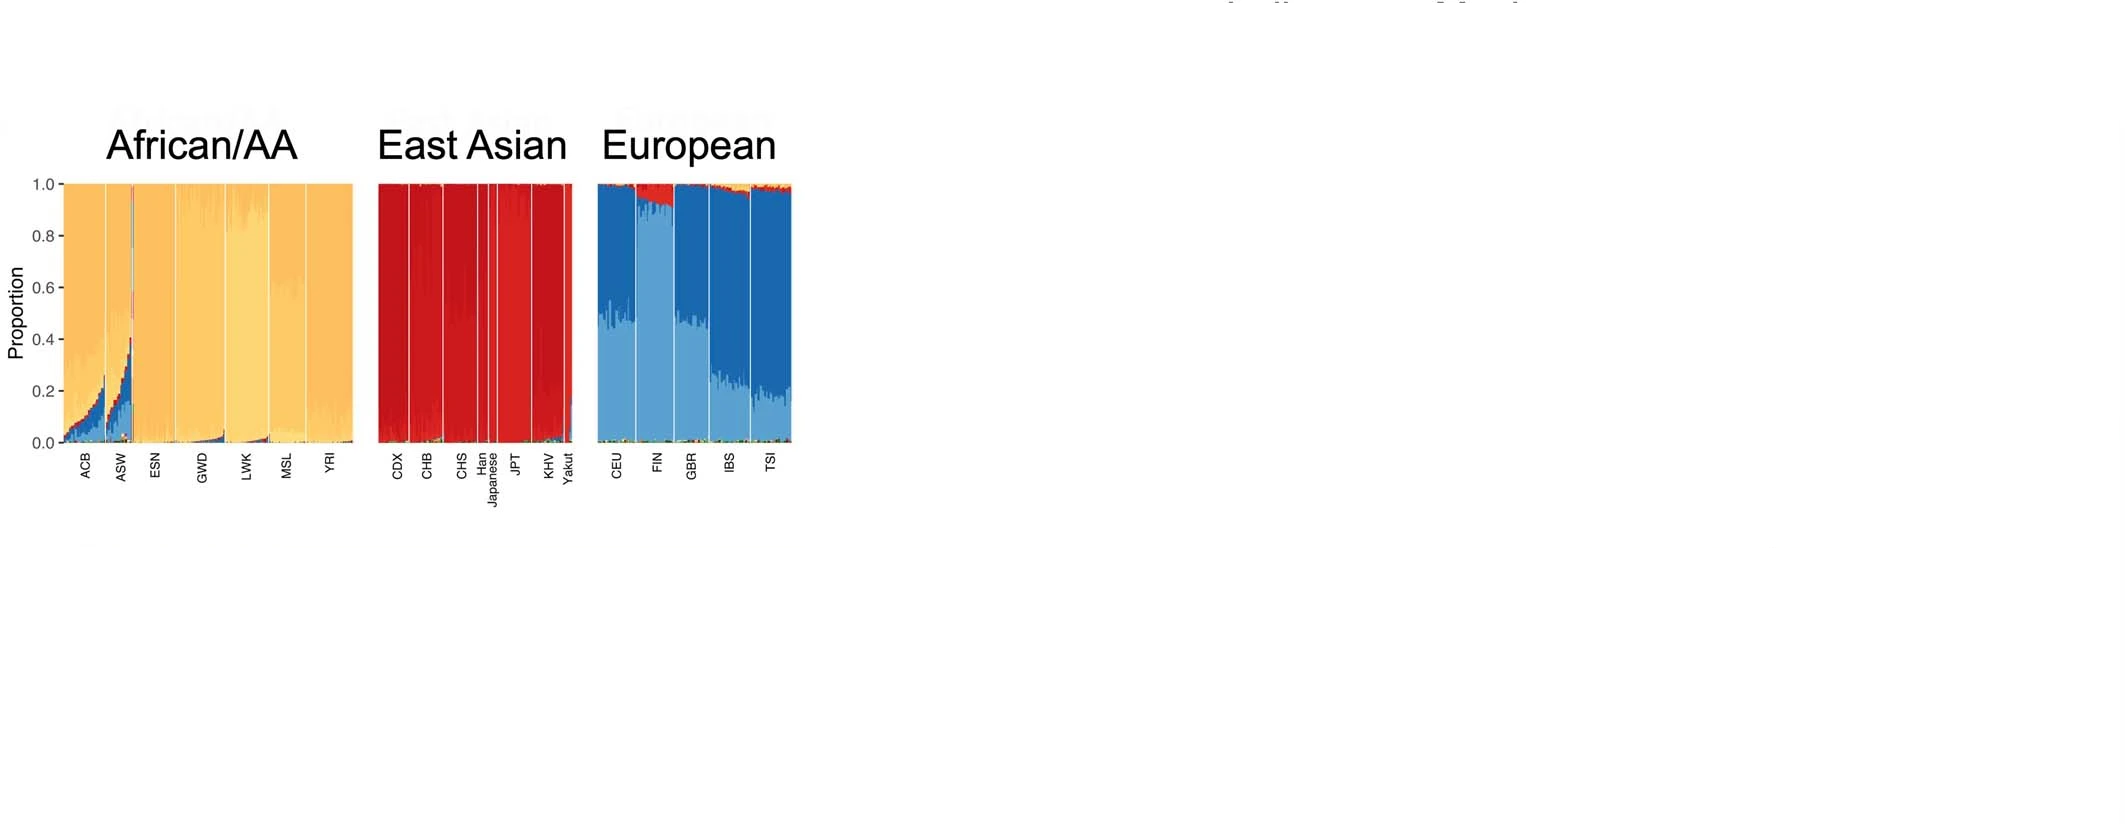 African/AA East Asian European
Proportion
1.0
0.8
0.6
0.4
0.2
0.0
ACB ASW ESN GWD LWK MSL YRI CDX CHB CHS Han Japanese JPT KHV Yakut CEU FIN GBR IBS TSI